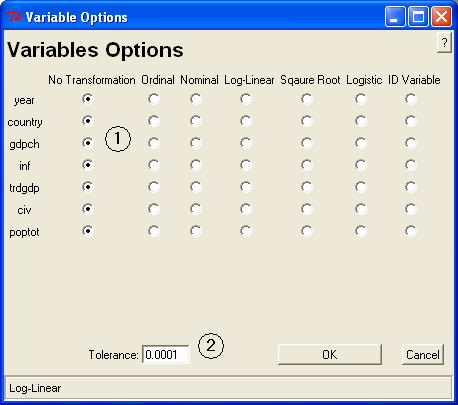 Variable Options
Variables Options
?
No Transformation Ordinal Nominal Log-Linear Sqaure Root Logistic ID Variable
year
country
gdpch
1
inf
trdgdp
civ
poptot
2
Tolerance: 0.0001 OK Cancel
Log-Linear